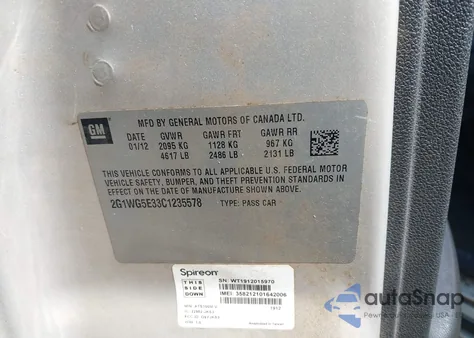 GM
MFD BY GENERAL MOTORS OF CANADA LTD.
DATE GVWR GAWR FRT GAWR RR
01/12 2095 KG 1128 KG 967 KG
4617 LB 2486 LB 2131 LB
THIS VEHICLE CONFORMS TO ALL APPLICABLE U.S. FEDERAL MOTOR
VEHICLE SAFETY, BUMPER, AND THEFT PREVENTION STANDARDS
IN EFFECT ON THE DATE OF MANUFACTURE SHOWN ABOVE.
2G1WG5E33C1235578 TYPE: PASS CAR
Spireon
THIS
SIDE
DOWN
SN: WT1912015970
IMEI: 358212101642006
1912
autosnap